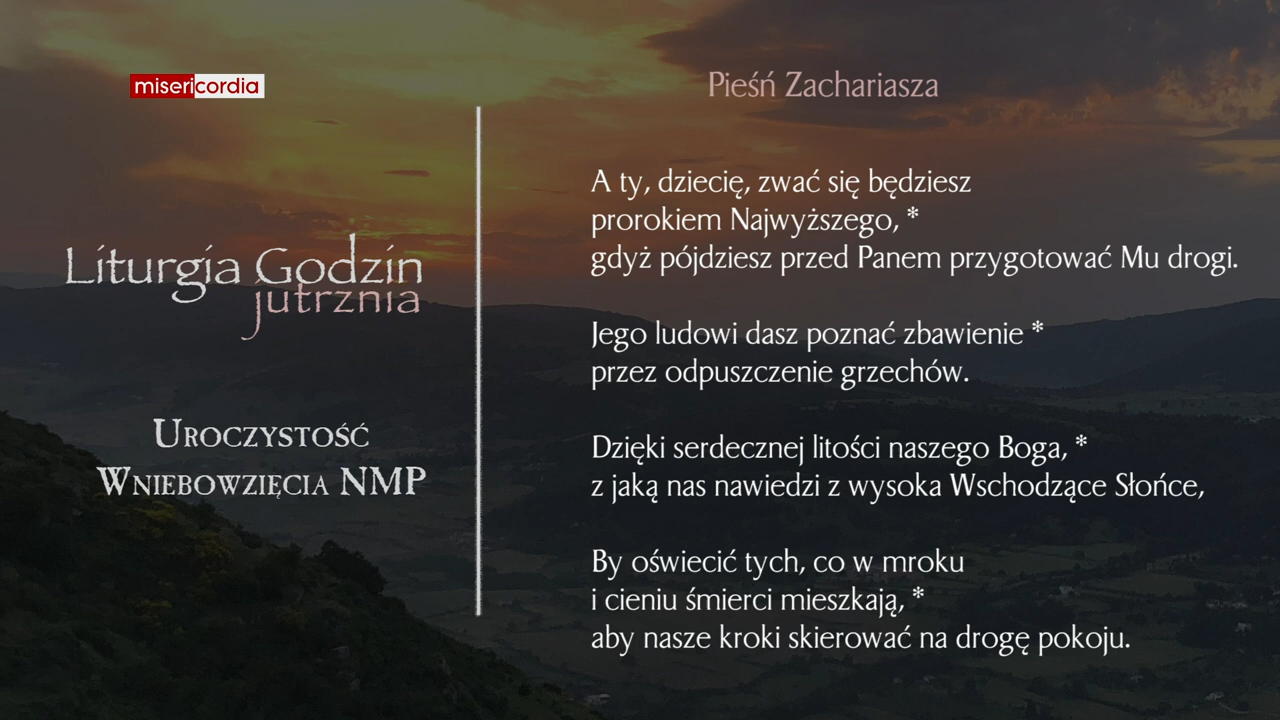 misericordia
Liturgia Godzin
jutrznia
Uroczystość
Wniebowzięcia NMP
Pieśń Zachariasza
A ty, dziecię, zwać się będziesz
prorokiem Najwyższego, *
gdyż pójdziesz przed Panem przygotować Mu drogi.
Jego ludowi dasz poznać zbawienie *
przez odpuszczenie grzechów.
Dzięki serdecznej litości naszego Boga, *
z jaką nas nawiedzi z wysoka Wschodzące Słońce,
By oświecić tych, co w mroku
i cieniu śmierci mieszkają, *
aby nasze kroki skierować na drogę pokoju.